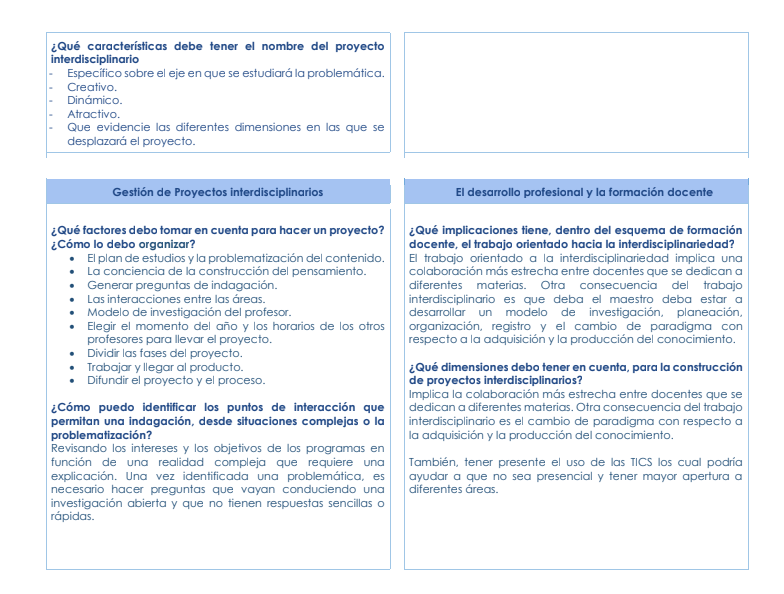 ¿Qué características debe tener el nombre del proyecto
interdisciplinario
- Específico sobre el eje en que se estudiará la problemática.
- Creativo.
- Dinámico.
- Atractivo.
- Que evidencie las diferentes dimensiones en las que se
desplazará el proyecto.
Gestión de Proyectos interdisciplinarios
¿Qué factores debo tomar en cuenta para hacer un proyecto?
¿Cómo lo debo organizar?
• El plan de estudios y la problematización del contenido.
• La conciencia de la construcción del pensamiento.
• Generar preguntas de indagación.
• Las interacciones entre las áreas.
• Modelo de investigación del profesor.
• Elegir el momento del año y los horarios de los otros
profesores para llevar el proyecto.
• Dividir las fases del proyecto.
• Trabajar y llegar al producto.
• Difundir el proyecto y el proceso.
¿Cómo puedo identificar los puntos de interacción que
permitan una indagación, desde situaciones complejas o la
problematización?
Revisando los intereses y los objetivos de los programas en
función de una realidad compleja que requiere una
explicación. Una vez identificada una problemática, es
necesario hacer preguntas que vayan conduciendo una
investigación abierta y que no tienen respuestas sencillas o
rápidas.
El desarrollo profesional y la formación docente
¿Qué implicaciones tiene, dentro del esquema de formación
docente, el trabajo orientado hacia la interdisciplinariedad?
El trabajo orientado a la interdisciplinariedad implica una
colaboración más estrecha entre docentes que se dedican a
diferentes materias. Otra consecuencia del trabajo
interdisciplinario es que deba el maestro deba estar a
desarrollar un modelo de investigación, planeación,
organización, registro y el cambio de paradigma con
respecto a la adquisición y la producción del conocimiento.
¿Qué dimensiones debo tener en cuenta, para la construcción
de proyectos interdisciplinarios?
Implica la colaboración más estrecha entre docentes que se
dedican a diferentes materias. Otra consecuencia del trabajo
interdisciplinario es el cambio de paradigma con respecto a
la adquisición y la producción del conocimiento.
También, tener presente el uso de las TICS los cual podría
ayudar a que no sea presencial y tener mayor apertura a
diferentes áreas.